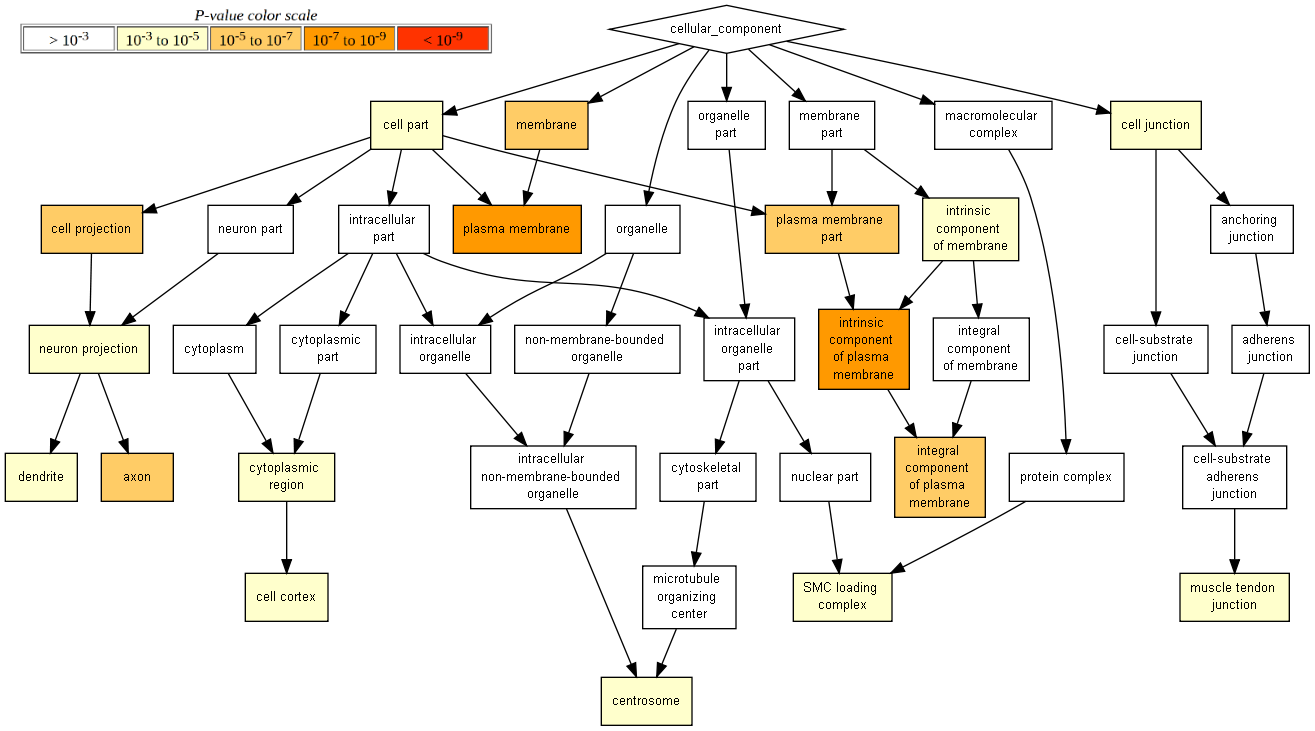 P-value color scale
> 10-3
10-3 to 10-5
10-5 to 10-7
10-7 to 10-9
< 10-9
cellular_component
cell part
membrane
organelle
part
membrane
part
macromolecular
complex
cell junction
cell projection
neuron part
intracellular
part
plasma membrane
organelle
plasma membrane
part
intrinsic
component
of membrane
anchoring
junction
neuron projection
cytoplasm
cytoplasmic
part
intracellular
organelle
non-membrane-bounded
organelle
intracellular
organelle
part
intrinsic
component
of plasma
membrane
integral
component
of membrane
cell-substrate
junction
adherens
junction
dendrite
axon
cytoplasmic
region
intracellular
non-membrane-bounded
organelle
cytoskeletal
part
nuclear part
integral
component
of plasma
membrane
protein complex
cell-substrate
adherens
junction
cell cortex
microtubule
organizing
center
SMC loading
complex
muscle tendon
junction
centrosome